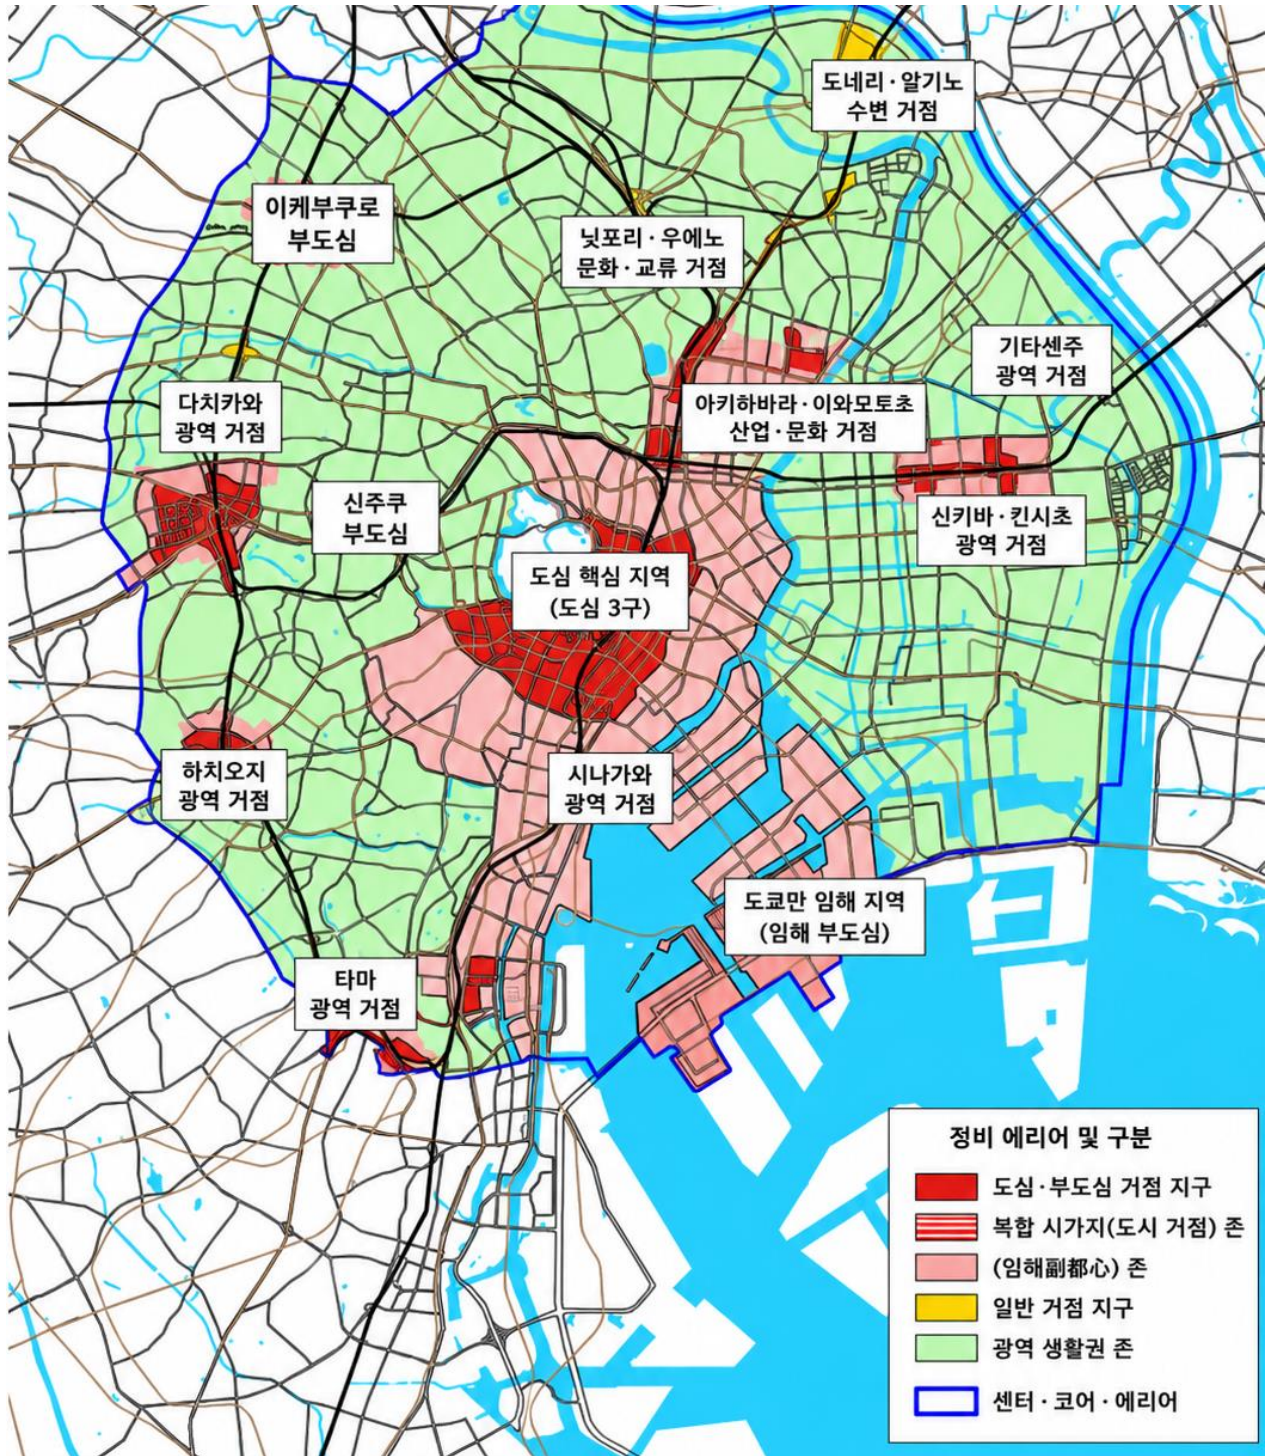 도네리·알기노
수변 거점
이케부쿠로
부도심
닛포리·우에노
문화·교류 거점
기타센주
광역 거점
다치카와
광역 거점
아키하바라·이와모토초
산업·문화 거점
신주쿠
부도심
신키바·킨시초
광역 거점
도심 핵심 지역
(도심 3구)
하치오지
광역 거점
시나가와
광역 거점
도쿄만 임해 지역
(임해 부도심)
타마
광역 거점
정비 에리어 및 구분
도심·부도심 거점 지구
복합 시가지(도시 거점) 존
(임해副都心) 존
일반 거점 지구
광역 생활권 존
센터·코어·에리어